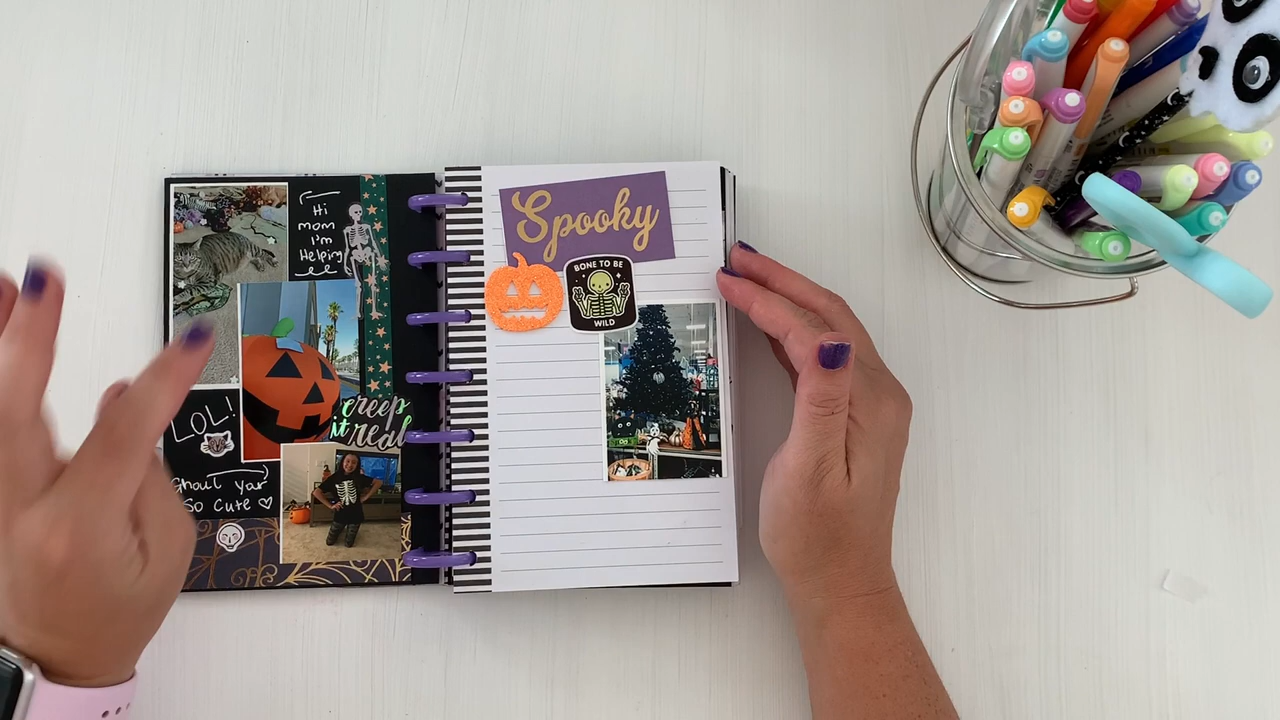 Hi
mom
I'm
Helping
LOL!
creep
it real
Ghoul Yar
So Cute
Spooky
BONE TO BE
WILD